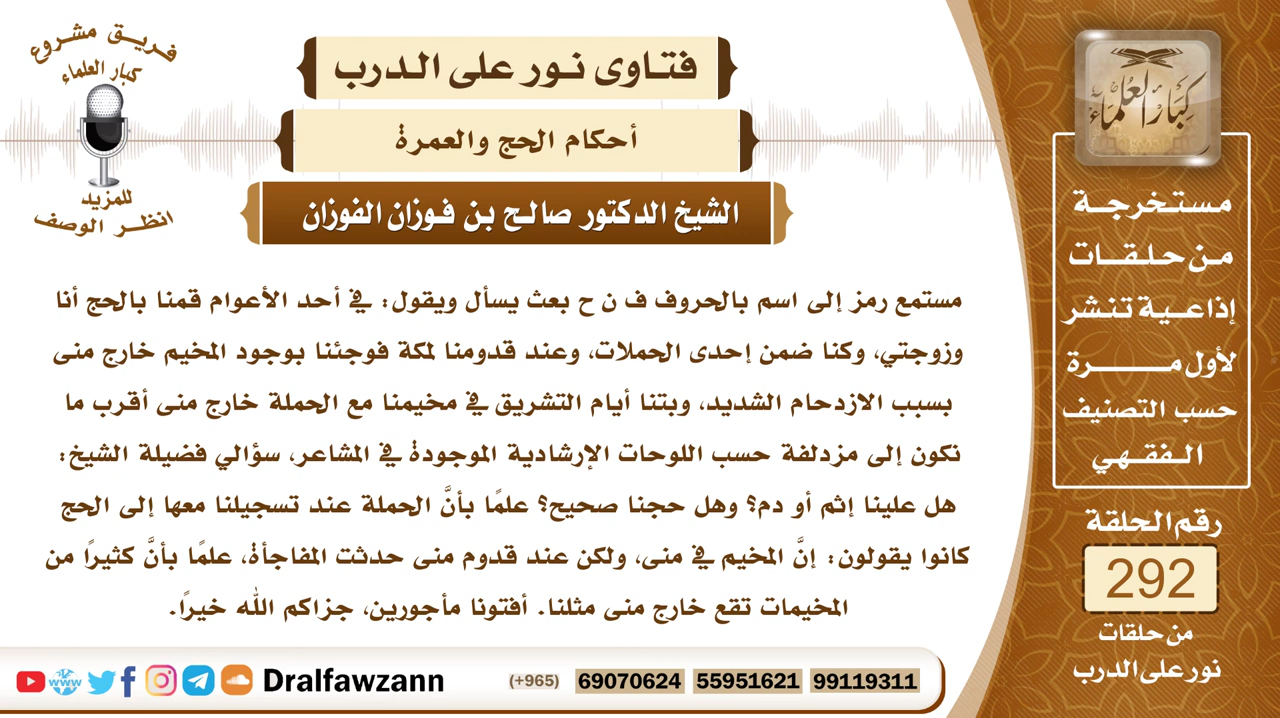 فريق مشروع
كبار العلماء
للمزيد
انظر الوصف
فتاوى نور على الدرب
أحكام الحج والعمرة
الشيخ الدكتور صالح بن فوزان الفوزان
مستمع رمز إلى اسم بالحروف ف ن ح بعث يسأل ويقول: في أحد الأعوام قمنا بالحج أنا
وزوجتي، وكنا ضمن إحدى الحملات، وعند قدومنا لمكة فوجئنا بوجود المخيم خارج منى
بسبب الازدحام الشديد، وبتنا أيام التشريق في مخيمنا مع الحملة خارج منى أقرب ما
نكون إلى مزدلفة حسب اللوحات الإرشادية الموجودة في المشاعر، سؤالي فضيلة الشيخ:
هل علينا إثم أو دم؟ وهل حجنا صحيح؟ علمًا بأنَّ الحملة عند تسجيلنا معها إلى الحج
كانوا يقولون: إنَّ المخيم في منى، ولكن عند قدوم منى حدثت المفاجأة، علمًا بأنَّ كثيرًا من
المخيمات تقع خارج منى مثلنا. أفتونا مأجورين، جزاكم الله خيرًا.
كبار العلماء
مستخرجة
من حلقات
إذاعية تنشر
لأول مرة
حسب التصنيف
الفقهي
رقم الحلقة
292
من حلقات
نور على الدرب
www
Dralfawzann
(+965) 69070624 55951621 99119311